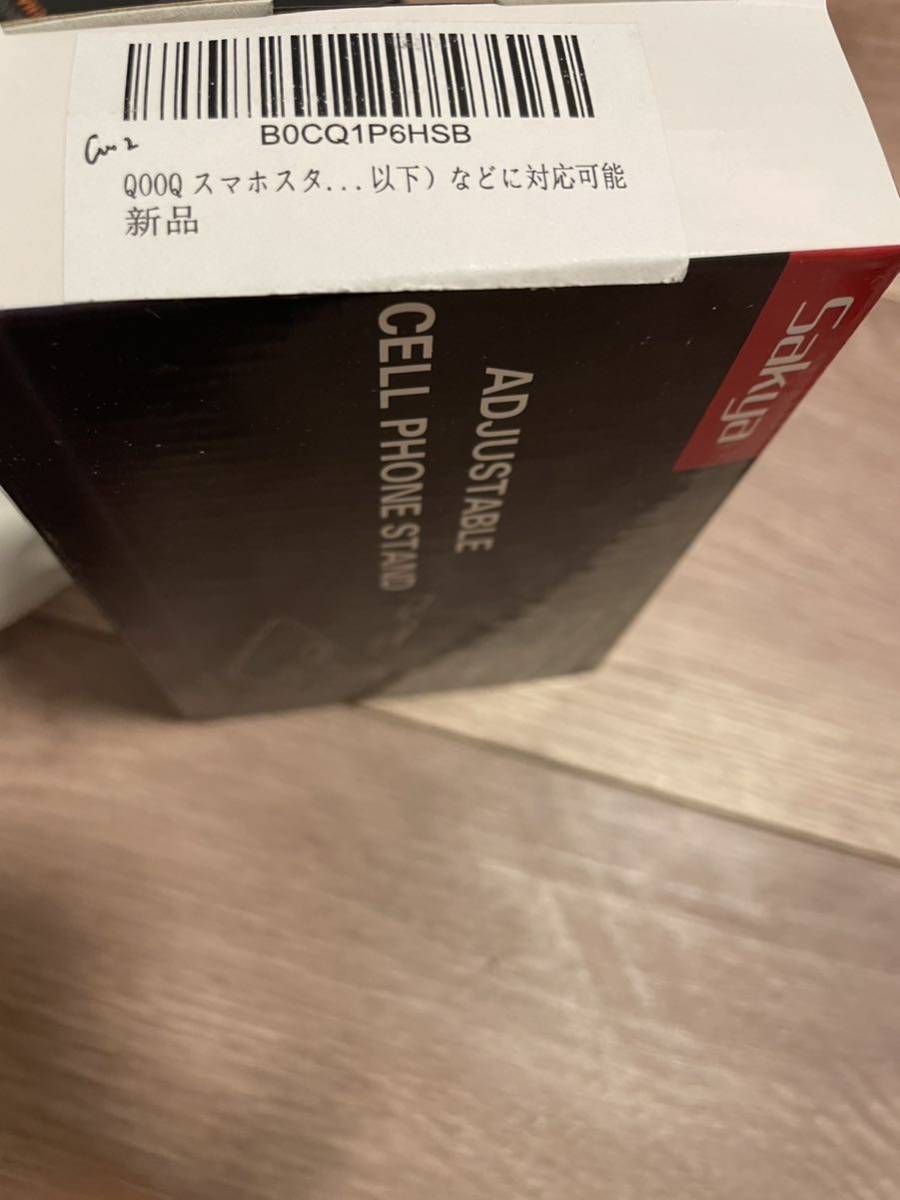 B0CQ1P6HSB
QOOQ スマホスタ...以下）などに対応可能
新品
Sakiya
ADJUSTABLE
CELL PHONE STAND